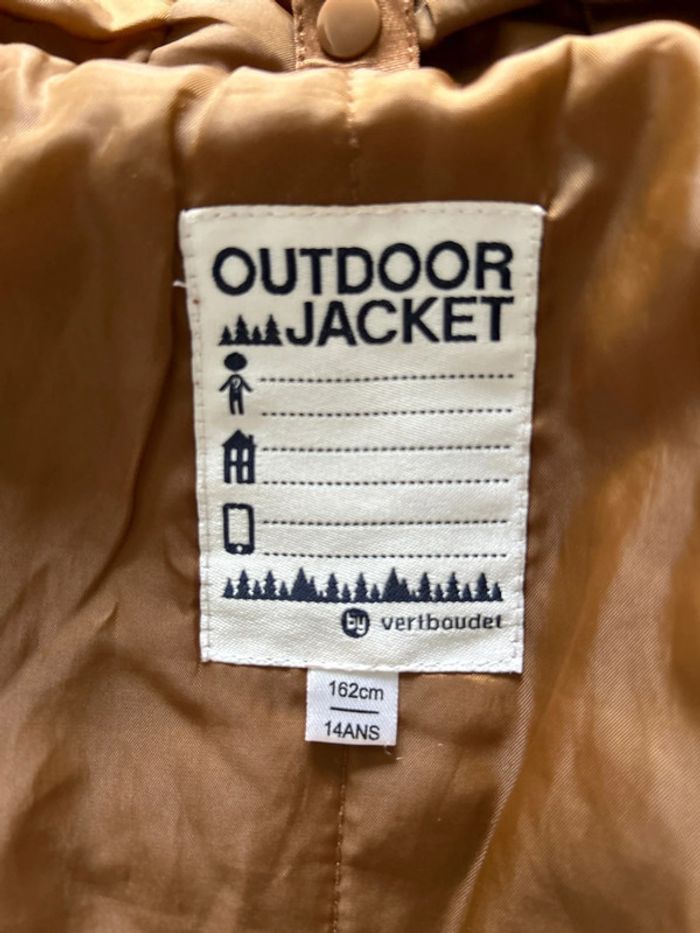 OUTDOOR
JACKET
by vertbaudet
162cm
14ANS